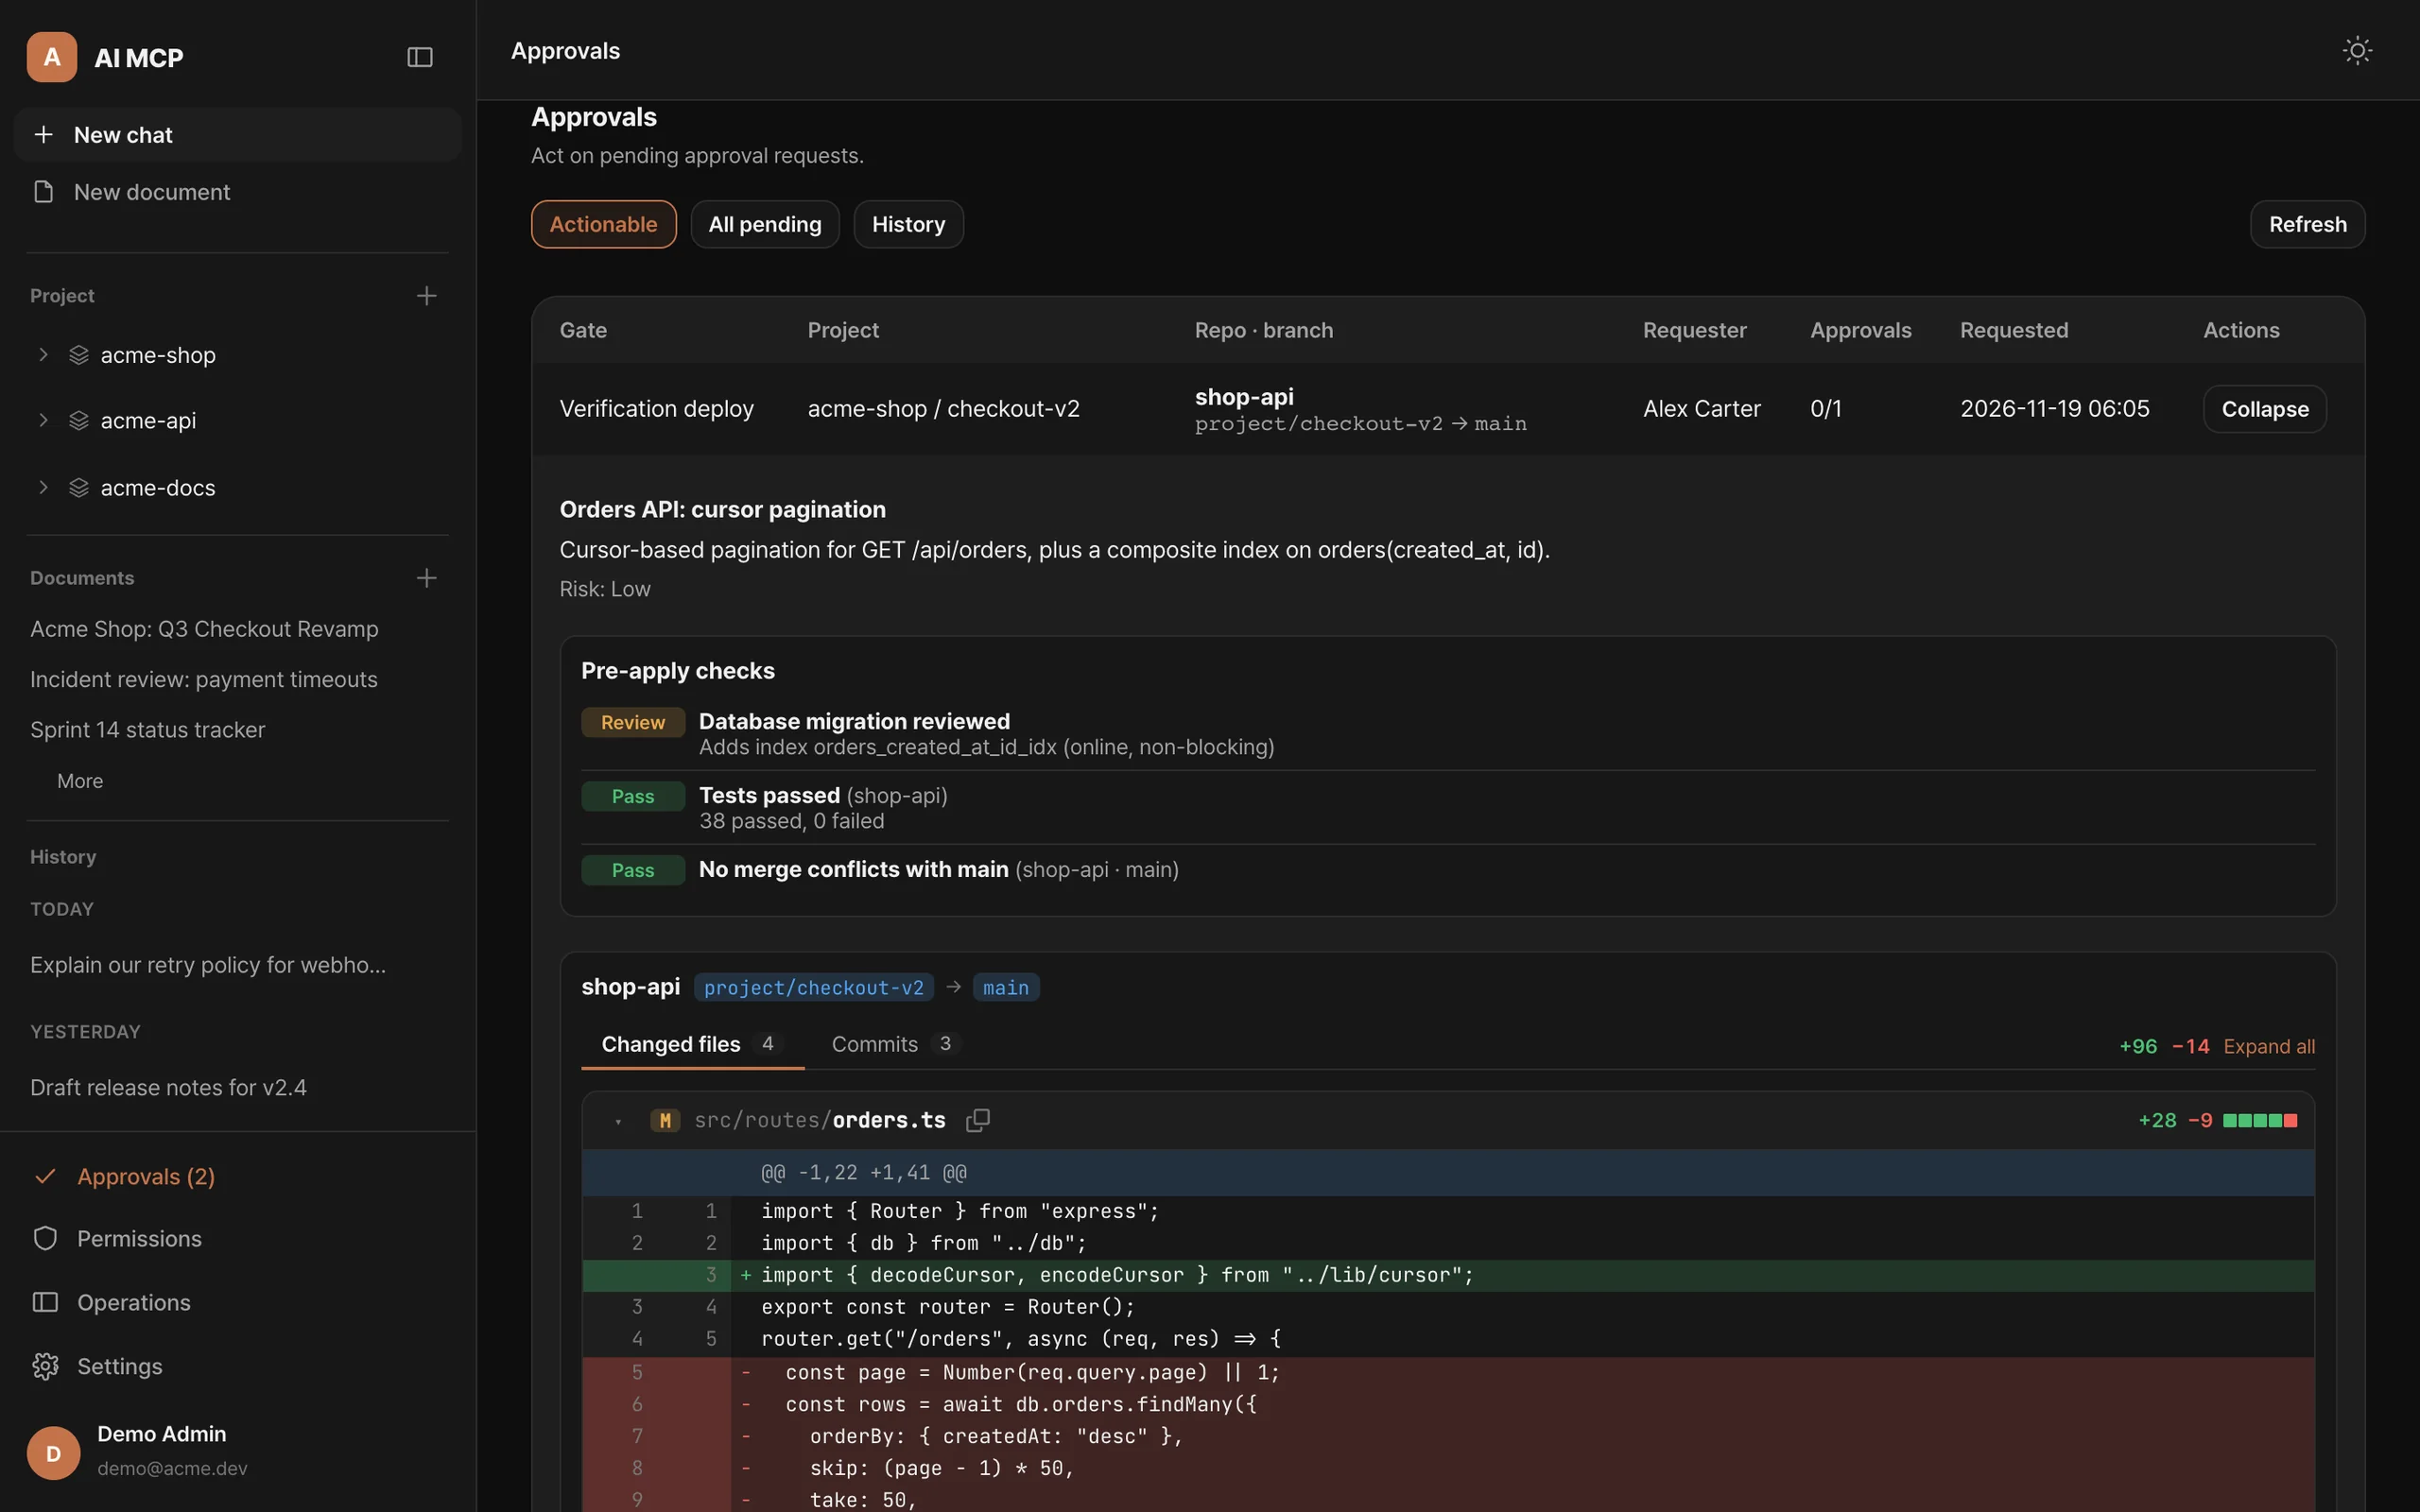 A AI MCP
New chat
New document
Project
acme-shop
acme-api
acme-docs
Documents
Acme Shop: Q3 Checkout Revamp
Incident review: payment timeouts
Sprint 14 status tracker
More
History
TODAY
Explain our retry policy for webho...
YESTERDAY
Draft release notes for v2.4
Approvals (2)
Permissions
Operations
Settings
D
Demo Admin
demo@acme.dev
Approvals
Approvals
Act on pending approval requests.
Actionable All pending History Refresh
Gate Project Repo · branch Requester Approvals Requested Actions
Verification deploy acme-shop / checkout-v2 shop-api Alex Carter 0/1 2026-11-19 06:05 Collapse
project/checkout-v2 → main
Orders API: cursor pagination
Cursor-based pagination for GET /api/orders, plus a composite index on orders(created_at, id).
Risk: Low
Pre-apply checks
Review Database migration reviewed
Adds index orders_created_at_id_idx (online, non-blocking)
Pass Tests passed (shop-api)
38 passed, 0 failed
Pass No merge conflicts with main (shop-api · main)
shop-api project/checkout-v2 → main
Changed files 4 Commits 3 +96 −14 Expand all
M src/routes/orders.ts +28 −9
@@ -1,22 +1,41 @@
1 1 import { Router } from "express";
2 2 import { db } from "../db";
3 + import { decodeCursor, encodeCursor } from "../lib/cursor";
3 4 export const router = Router();
4 5 router.get("/orders", async (req, res) => {
5 - const page = Number(req.query.page) || 1;
6 - const rows = await db.orders.findMany({
7 - orderBy: { createdAt: "desc" },
8 - skip: (page - 1) * 50,
9 - take: 50,